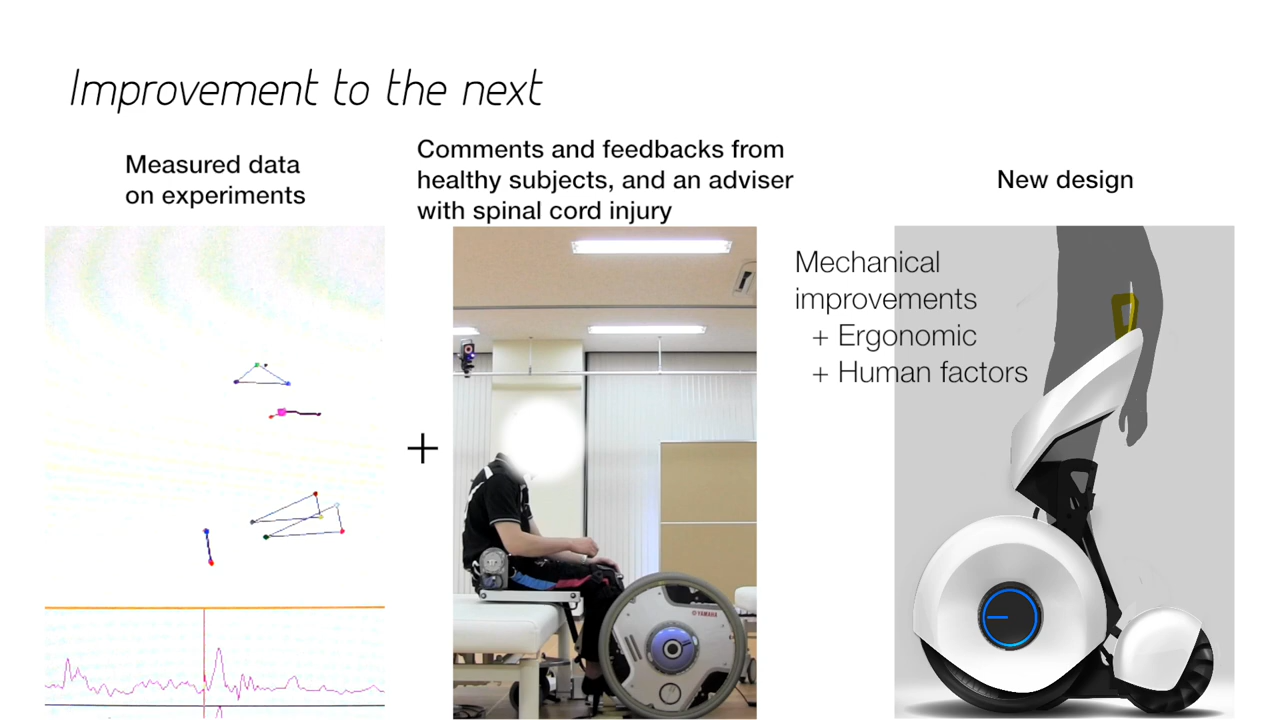 Improvement to the next
Measured data
on experiments
Comments and feedbacks from
healthy subjects, and an adviser
with spinal cord injury
New design
Mechanical
improvements
+ Ergonomic
+ Human factors
+
YAMAHA